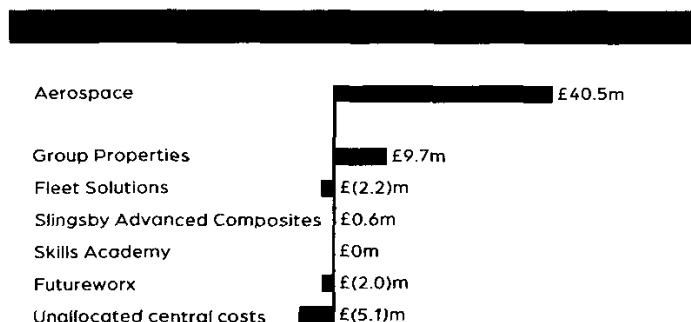 Aerospace £40.5m
Group Properties £9.7m
Fleet Solutions £(2.2)m
Slingsby Advanced Composites £0.6m
Skills Academy £0m
Futureworx £(2.0)m
Unallocated central costs £(5.1)m